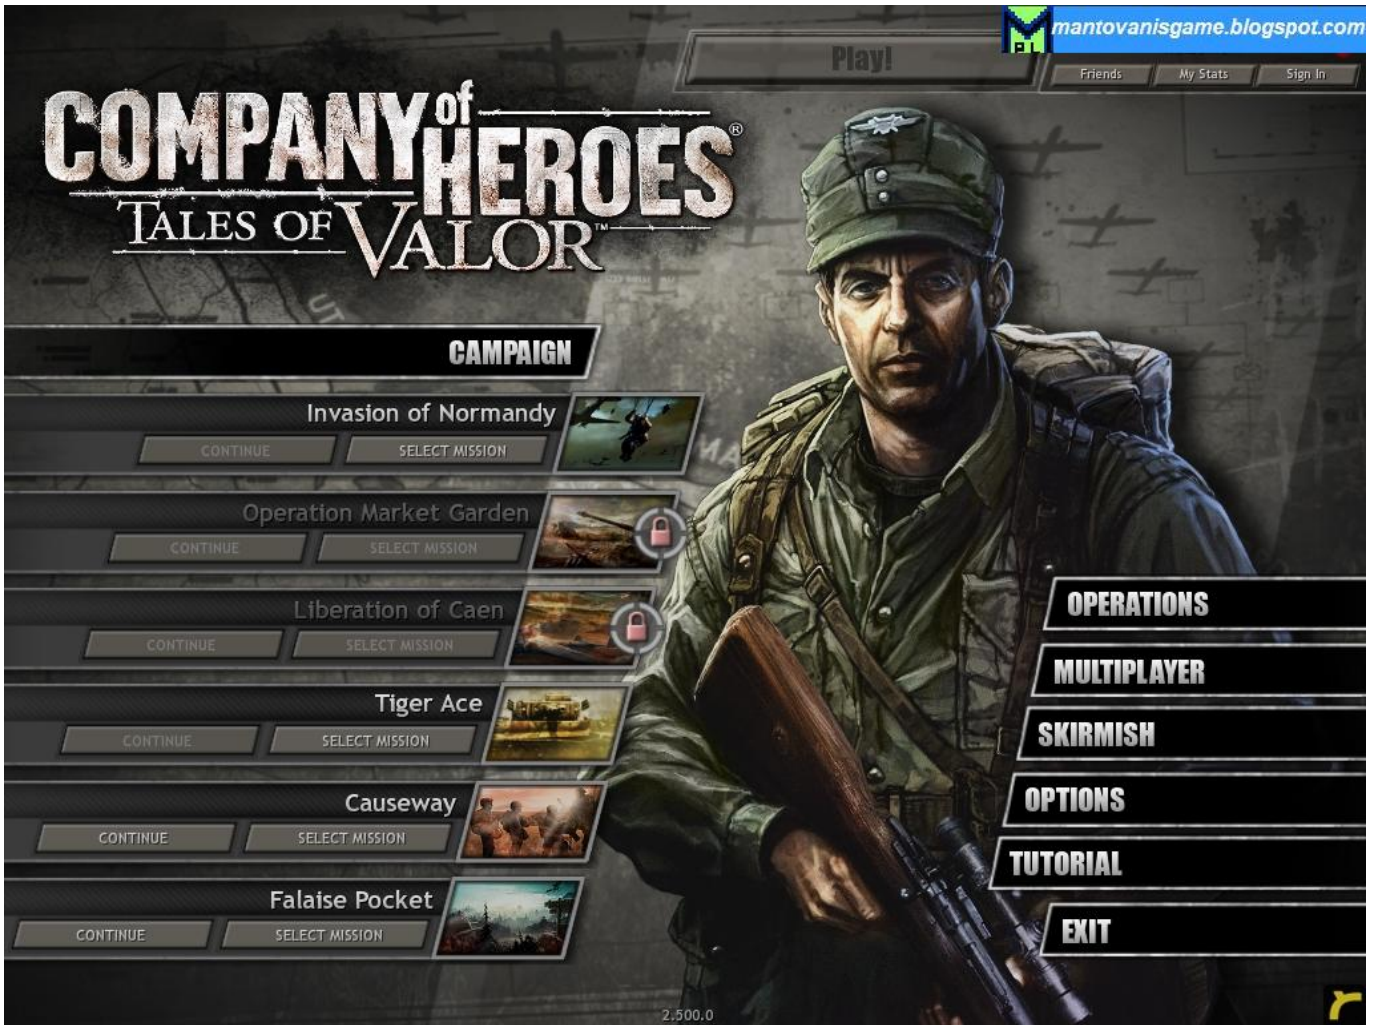 mantovanisgame.blogspot.com
Play!
Friends
My Stats
Sign In
COMPANY of HEROES®
TALES OF VALOR™
CAMPAIGN
Invasion of Normandy
CONTINUE
SELECT MISSION
Operation Market Garden
CONTINUE
SELECT MISSION
Liberation of Caen
CONTINUE
SELECT MISSION
Tiger Ace
CONTINUE
SELECT MISSION
Causeway
CONTINUE
SELECT MISSION
Falaise Pocket
CONTINUE
SELECT MISSION
OPERATIONS
MULTIPLAYER
SKIRMISH
OPTIONS
TUTORIAL
EXIT
2.500.0